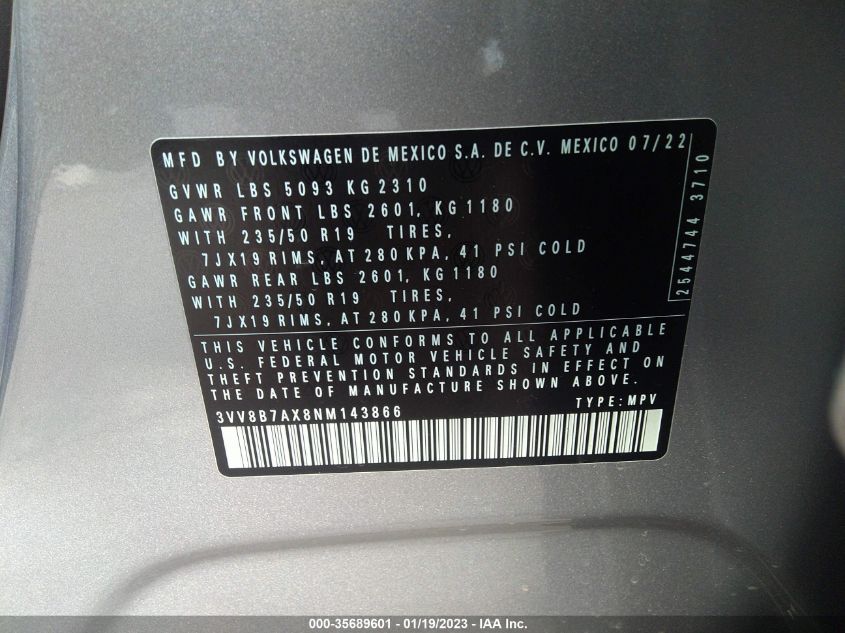 MFD BY VOLKSWAGEN DE MEXICO S.A. DE C.V. MEXICO 07/22
GVWR LBS 5093 KG 2310
GAWR FRONT LBS 2601, KG 1180
WITH 235/50 R19 TIRES,
7JX19 RIMS, AT 280 KPA, 41 PSI COLD
GAWR REAR LBS 2601, KG 1180
WITH 235/50 R19 TIRES,
7JX19 RIMS, AT 280 KPA, 41 PSI COLD
2544744 3710
THIS VEHICLE CONFORMS TO ALL APPLICABLE
U.S. FEDERAL MOTOR VEHICLE SAFETY AND
THEFT PREVENTION STANDARDS IN EFFECT ON
THE DATE OF MANUFACTURE SHOWN ABOVE.
3VV8B7AX8NM143866 TYPE: MPV
000-35689601 - 01/19/2023 - IAA Inc.